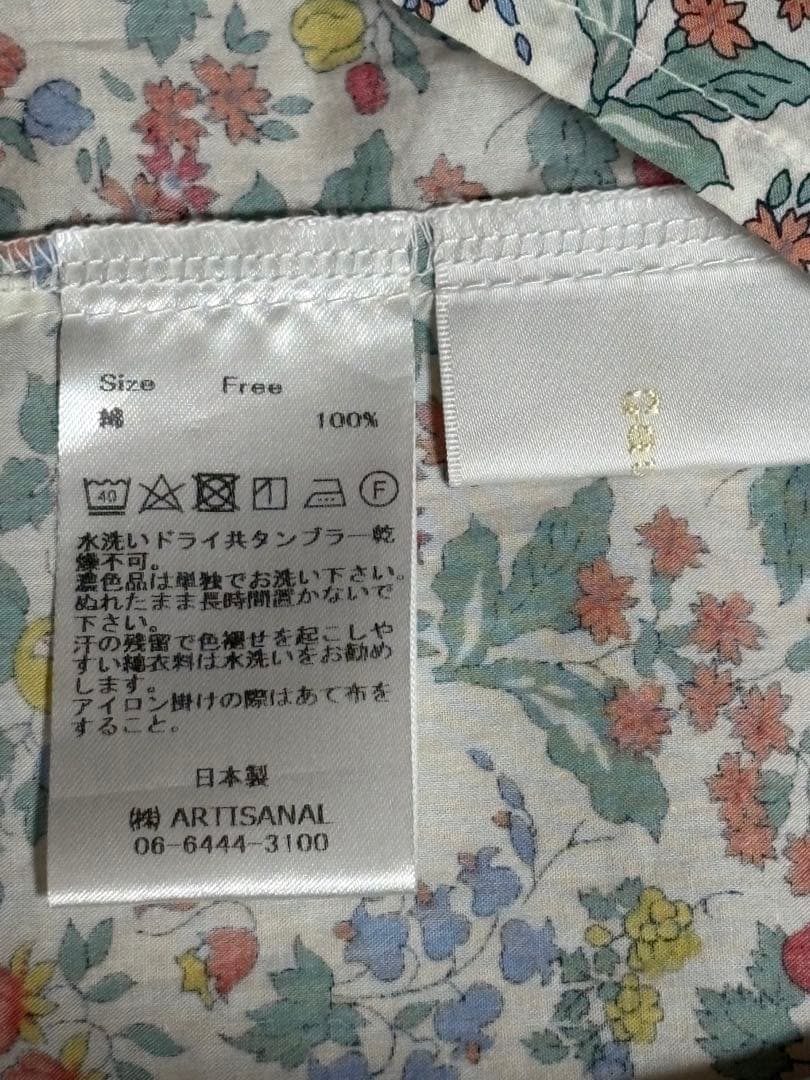 Size Free
綿 100%
40
F
水洗いドライ共タンブラー乾
燥不可。
濃色品は単独でお洗い下さい。
ぬれたまま長時間置かないで
下さい。
汗の残留で色褪せを起こしや
すい綿衣料は水洗いをお勧め
します。
アイロン掛けの際はあて布を
すること。
日本製
㈱ ARTISANAL
06-6444-3100